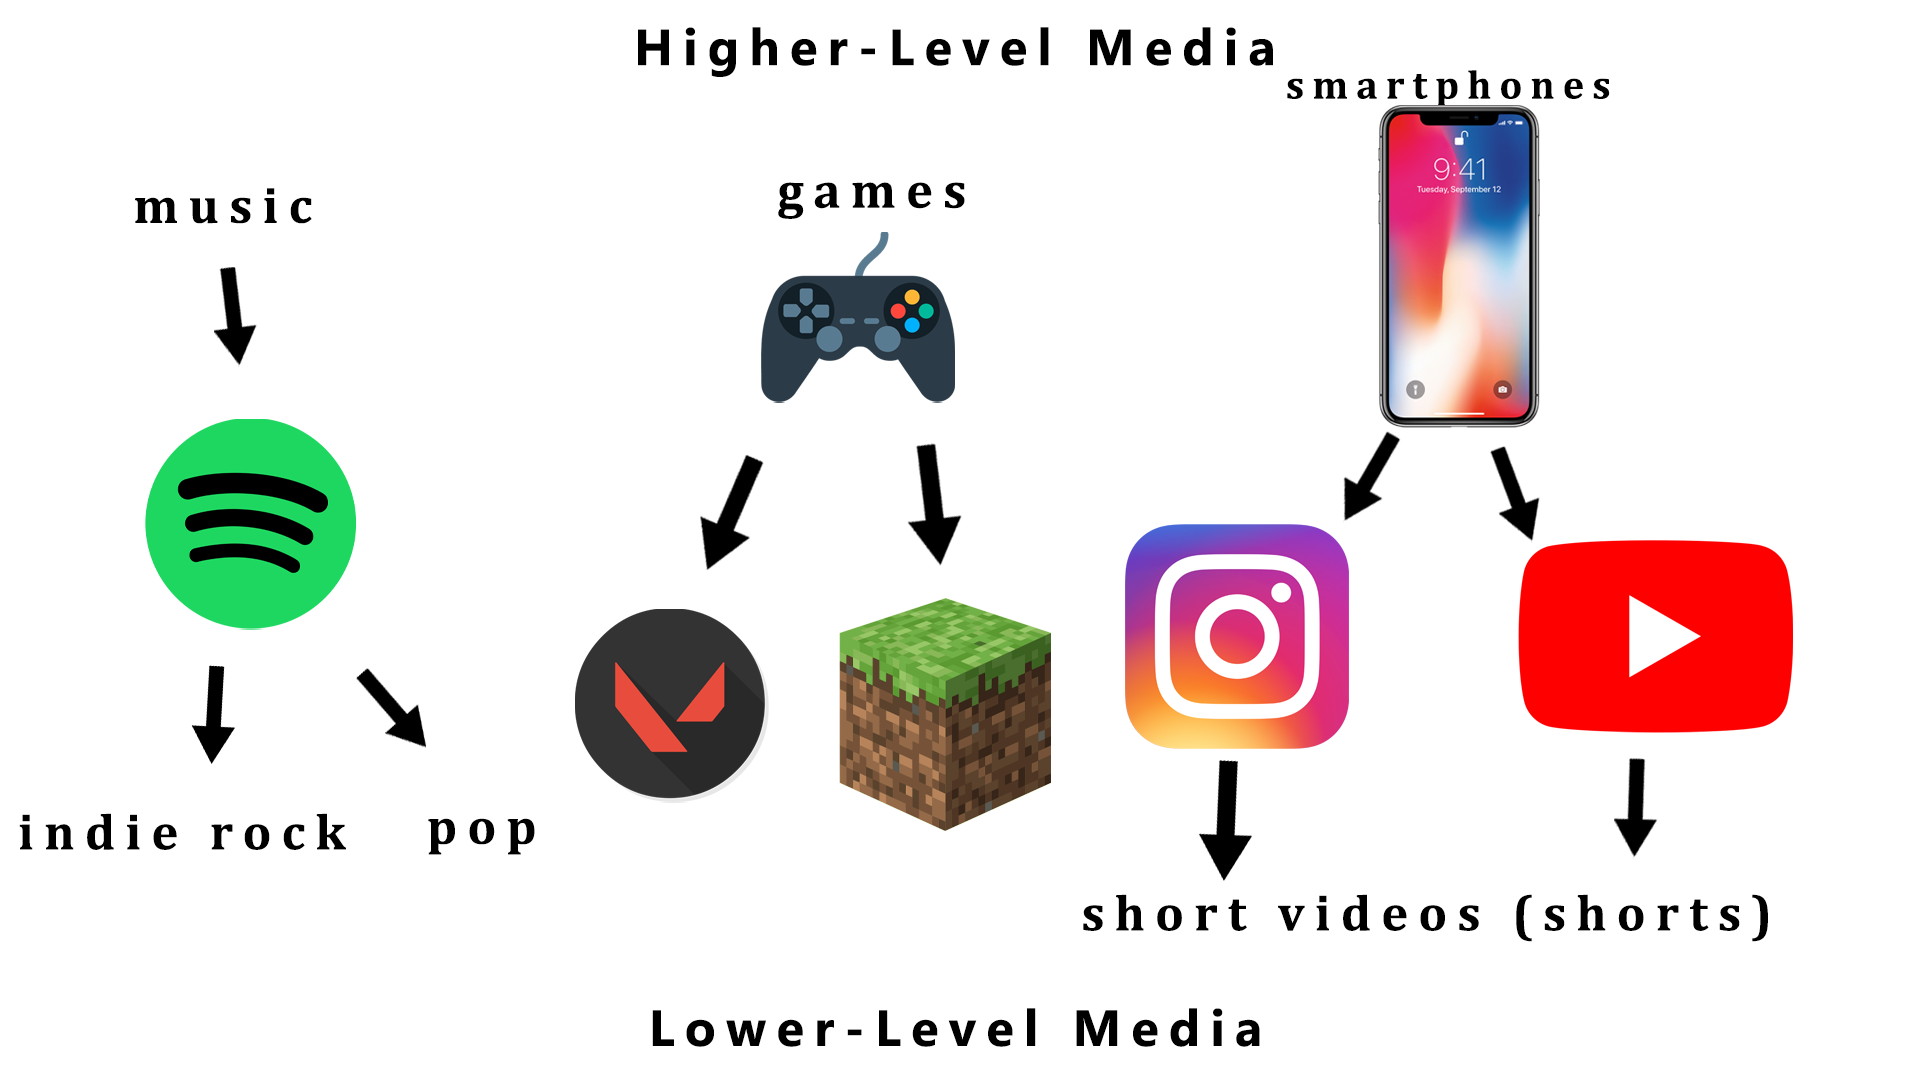 Higher-Level Media
smartphones
9:41
Tuesday, September 12
music
games
indie rock
pop
short videos (shorts)
Lower-Level Media